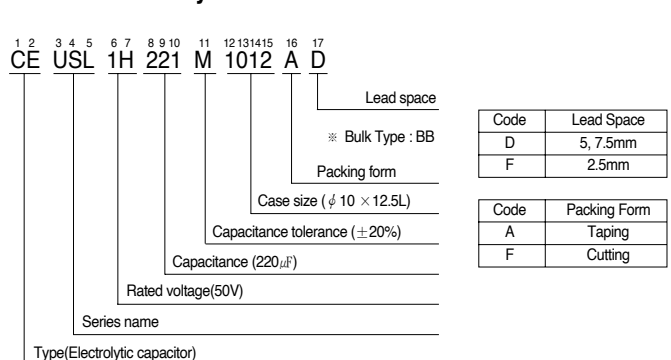 1 2 3 4 5 6 7 8 9 10 11 12 13 14 15 16 17
CE USL 1H 221 M 1012 A D
Lead space
※ Bulk Type : BB
Packing form
Case size (ϕ 10 ×12.5L)
Capacitance tolerance (±20%)
Capacitance (220㎌)
Rated voltage(50V)
Series name
Type(Electrolytic capacitor)
Code Lead Space
D 5, 7.5mm
F 2.5mm
Code Packing Form
A Taping
F Cutting